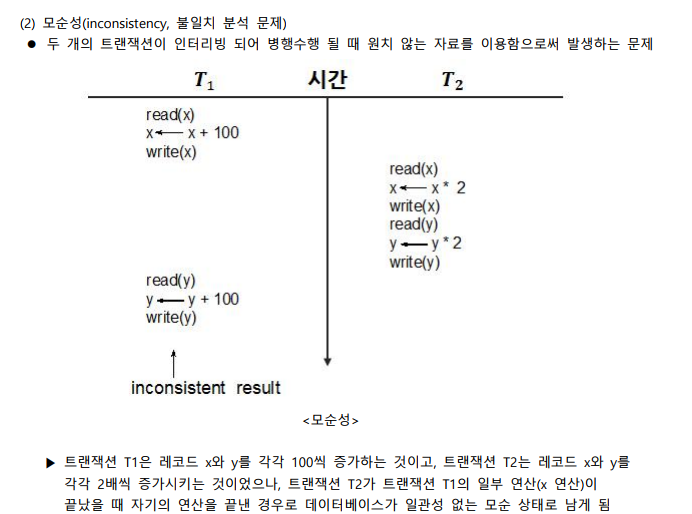 (2) 모순성(inconsistency, 불일치 분석 문제)
● 두 개의 트랜잭션이 인터리빙 되어 병행수행 될 때 원치 않는 자료를 이용함으로써 발생하는 문제
T₁ 시간 T₂
read(x)
x ← x + 100
write(x)
read(x)
x ← x * 2
write(x)
read(y)
y ← y * 2
write(y)
read(y)
y ← y + 100
write(y)
inconsistent result
<모순성>
▶ 트랜잭션 T1은 레코드 x와 y를 각각 100씩 증가하는 것이고, 트랜잭션 T2는 레코드 x와 y를
각각 2배씩 증가시키는 것이었으나, 트랜잭션 T2가 트랜잭션 T1의 일부 연산(x 연산)이
끝났을 때 자기의 연산을 끝낸 경우로 데이터베이스가 일관성 없는 모순 상태로 남게 됨